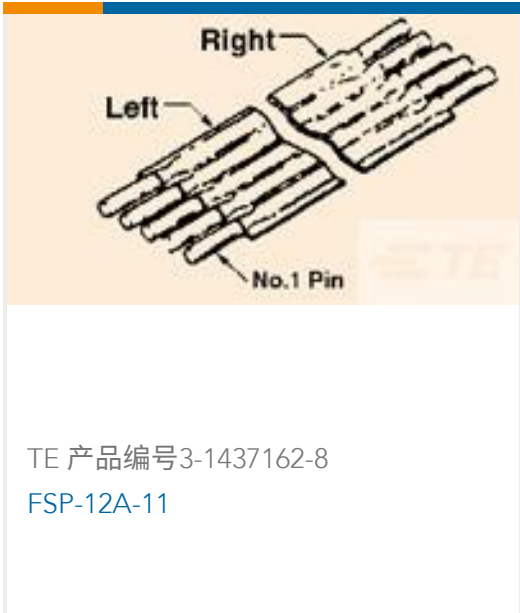 Right
Left
TE
No.1 Pin
TE 产品编号3-1437162-8
FSP-12A-11